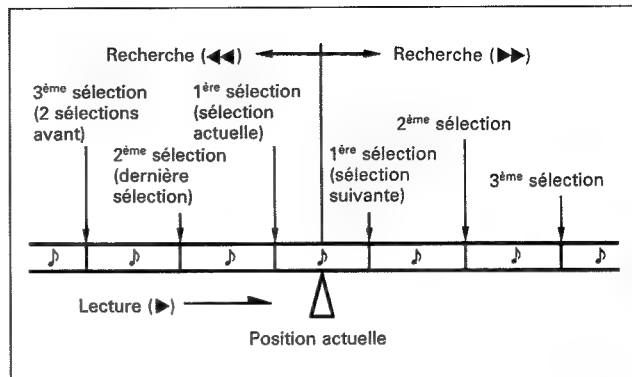 Recherche (◀◀)
Recherche (▶▶)
3ème sélection
(2 sélections
avant)
2ème sélection
(dernière
sélection)
1ère sélection
(sélection
actuelle)
1ère sélection
(sélection
suivante)
2ème sélection
3ème sélection
Lecture (▶)
Position actuelle